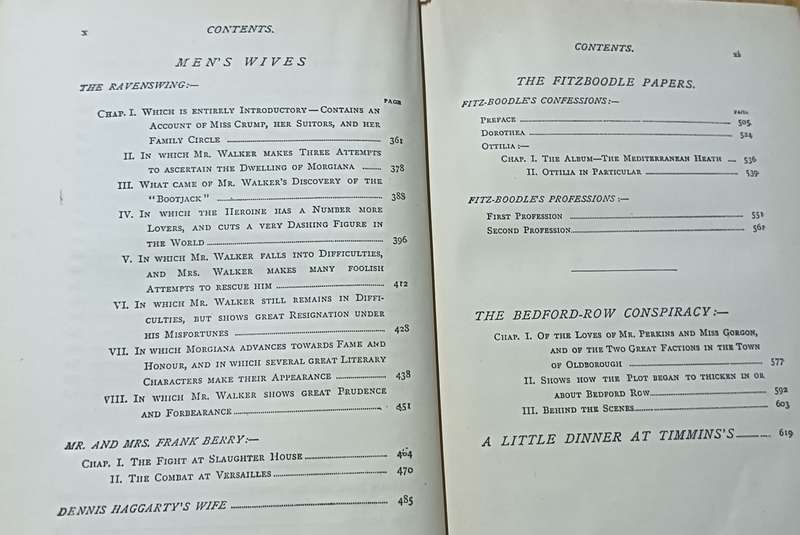 x
CONTENTS.
MEN'S WIVES
THE RAVENSWING:—
PAGE
CHAP. I. WHICH IS ENTIRELY INTRODUCTORY—CONTAINS AN
ACCOUNT OF MISS CRUMP, HER SUITORS, AND HER
FAMILY CIRCLE 361
II. IN WHICH MR. WALKER MAKES THREE ATTEMPTS
TO ASCERTAIN THE DWELLING OF MORGIANA 378
III. WHAT CAME OF MR. WALKER'S DISCOVERY OF THE
"BOOTJACK" 388
IV. IN WHICH THE HEROINE HAS A NUMBER MORE
LOVERS, AND CUTS A VERY DASHING FIGURE IN
THE WORLD 396
V. IN WHICH MR. WALKER FALLS INTO DIFFICULTIES,
AND MRS. WALKER MAKES MANY FOOLISH
ATTEMPTS TO RESCUE HIM 412
VI. IN WHICH MR. WALKER STILL REMAINS IN DIFFI-
CULTIES, BUT SHOWS GREAT RESIGNATION UNDER
HIS MISFORTUNES 428
VII. IN WHICH MORGIANA ADVANCES TOWARDS FAME AND
HONOUR, AND IN WHICH SEVERAL GREAT LITERARY
CHARACTERS MAKE THEIR APPEARANCE 438
VIII. IN WHICH MR. WALKER SHOWS GREAT PRUDENCE
AND FORBEARANCE 451
MR. AND MRS. FRANK BERRY:—
CHAP. I. THE FIGHT AT SLAUGHTER HOUSE 464
II. THE COMBAT AT VERSAILLES 470
DENNIS HAGGARTY'S WIFE 485
CONTENTS.
xi
THE FITZBOODLE PAPERS.
FITZ-BOODLE'S CONFESSIONS:—
PAGE
PREFACE 505
DOROTHEA 524
OTTILIA:—
CHAP. I. THE ALBUM—THE MEDITERRANEAN HEATH 536
II. OTTILIA IN PARTICULAR 539
FITZ-BOODLE'S PROFESSIONS:—
FIRST PROFESSION 551
SECOND PROFESSION 561
THE BEDFORD-ROW CONSPIRACY:—
CHAP. I. OF THE LOVES OF MR. PERKINS AND MISS GORGON,
AND OF THE TWO GREAT FACTIONS IN THE TOWN
OF OLDBOROUGH 577
II. SHOWS HOW THE PLOT BEGAN TO THICKEN IN OR
ABOUT BEDFORD ROW 592
III. BEHIND THE SCENES 603
A LITTLE DINNER AT TIMMINS'S 619